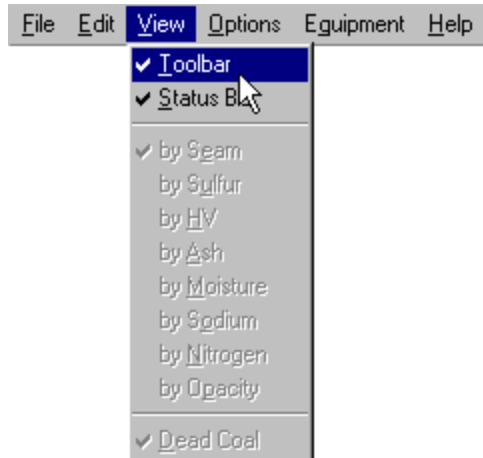 File Edit View Options Eguipment Help
Toolbar
Status Bar
by Seam
by Sulfur
by HV
by Ash
by Moisture
by Sodium
by Nitrogen
by Opacity
Dead Coal